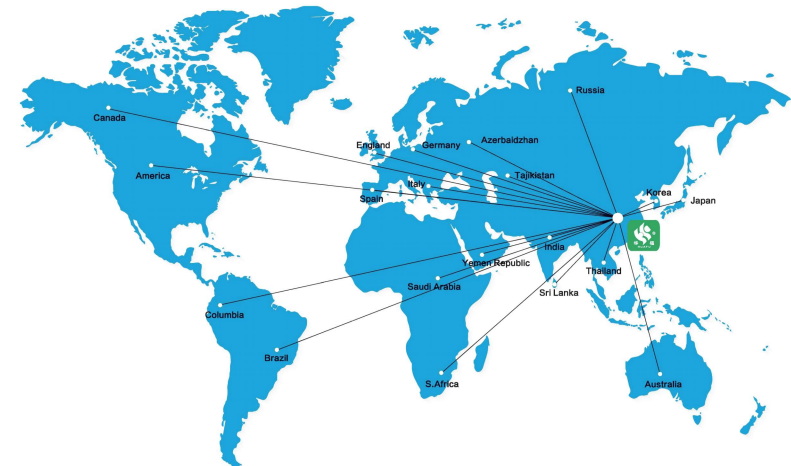 Russia
Canada
England
Germany
Azerbaidzhan
America
Italy
Tajikistan
Spain
Korea
Japan
India
Yemen Republic
Thailand
Saudi Arabia
Sri Lanka
Columbia
Brazil
S.Africa
Australia